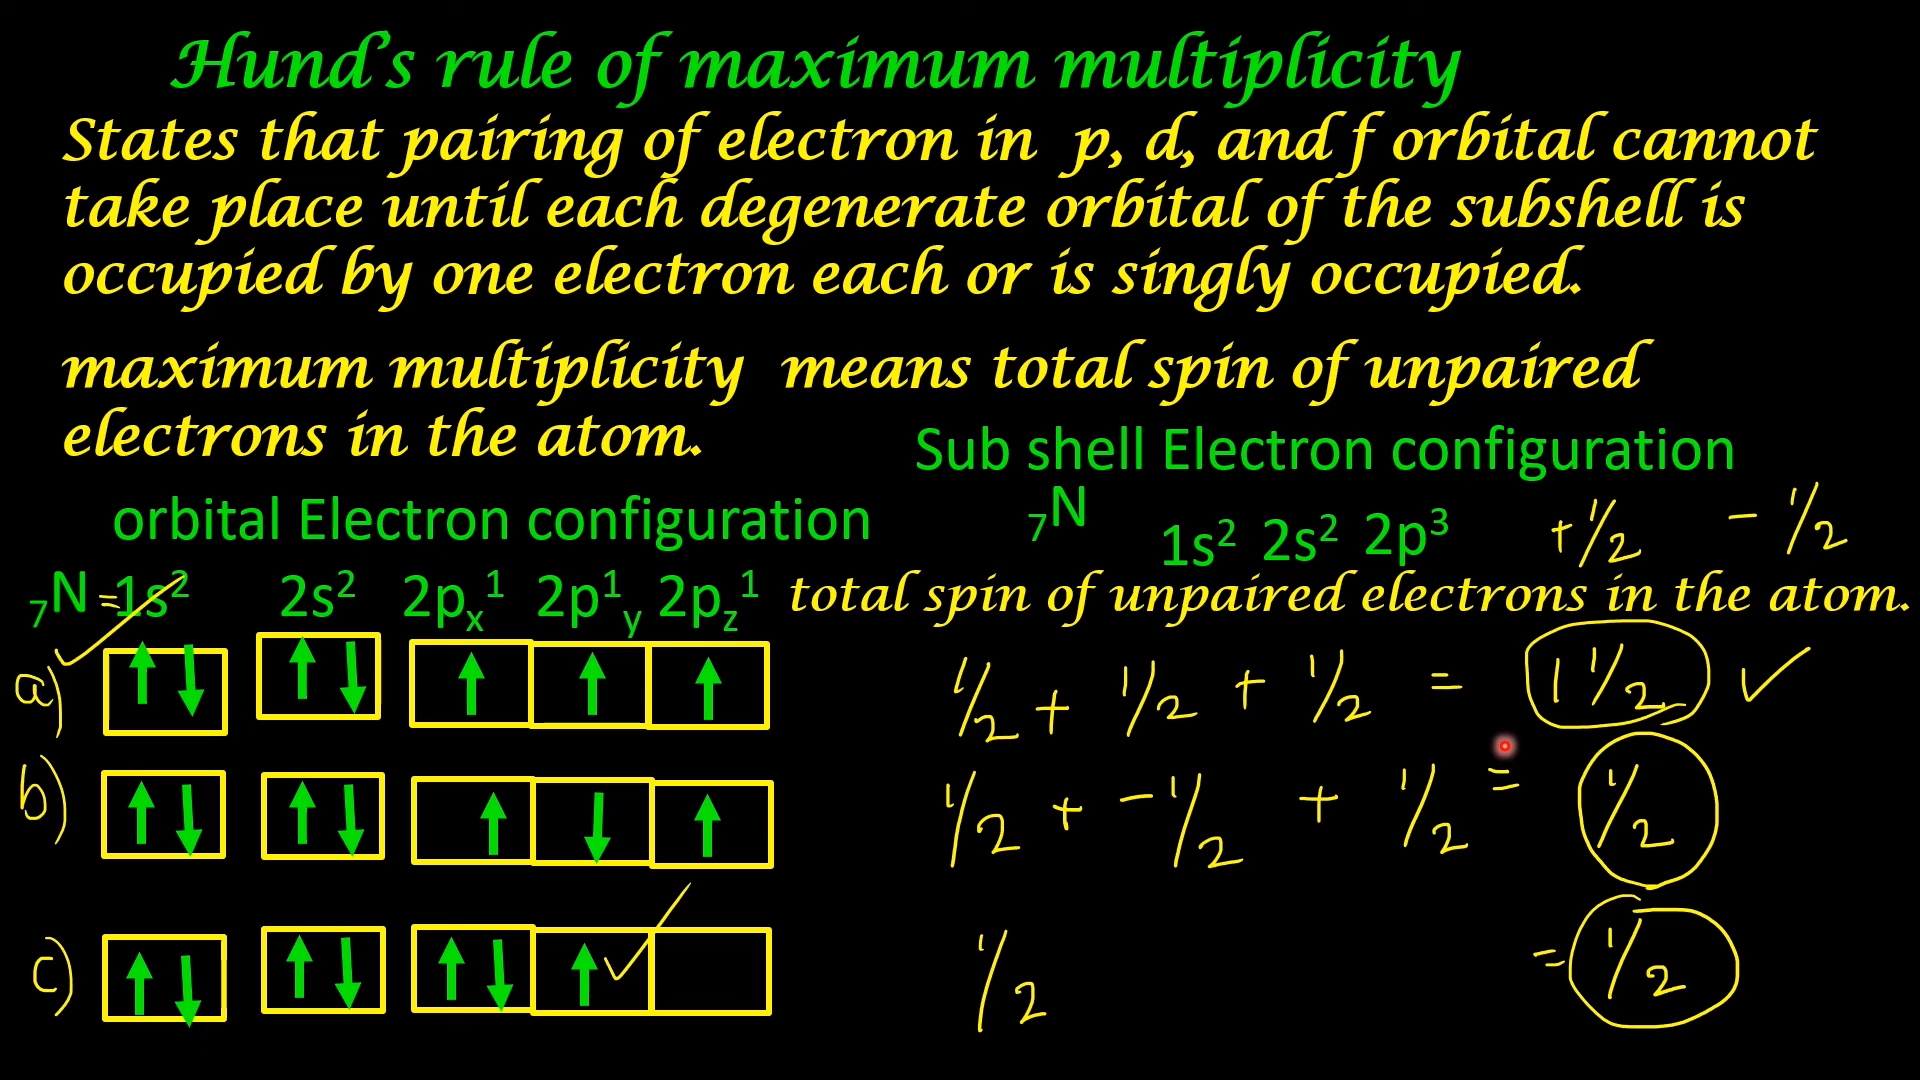 Hund's rule of maximum multiplicity
States that pairing of electron in p, d, and f orbital cannot
take place until each degenerate orbital of the subshell is
occupied by one electron each or is singly occupied.
maximum multiplicity means total spin of unpaired
electrons in the atom.
Sub shell Electron configuration
orbital Electron configuration
₇N 1s² 2s² 2p³ +1/2 - 1/2
₇N = 1s² 2s² 2pₓ¹ 2p¹y 2pz¹
total spin of unpaired electrons in the atom.
a) 1/2 + 1/2 + 1/2 = 1 1/2 ✓
b) 1/2 + -1/2 + 1/2 = 1/2
c) 1/2 = 1/2